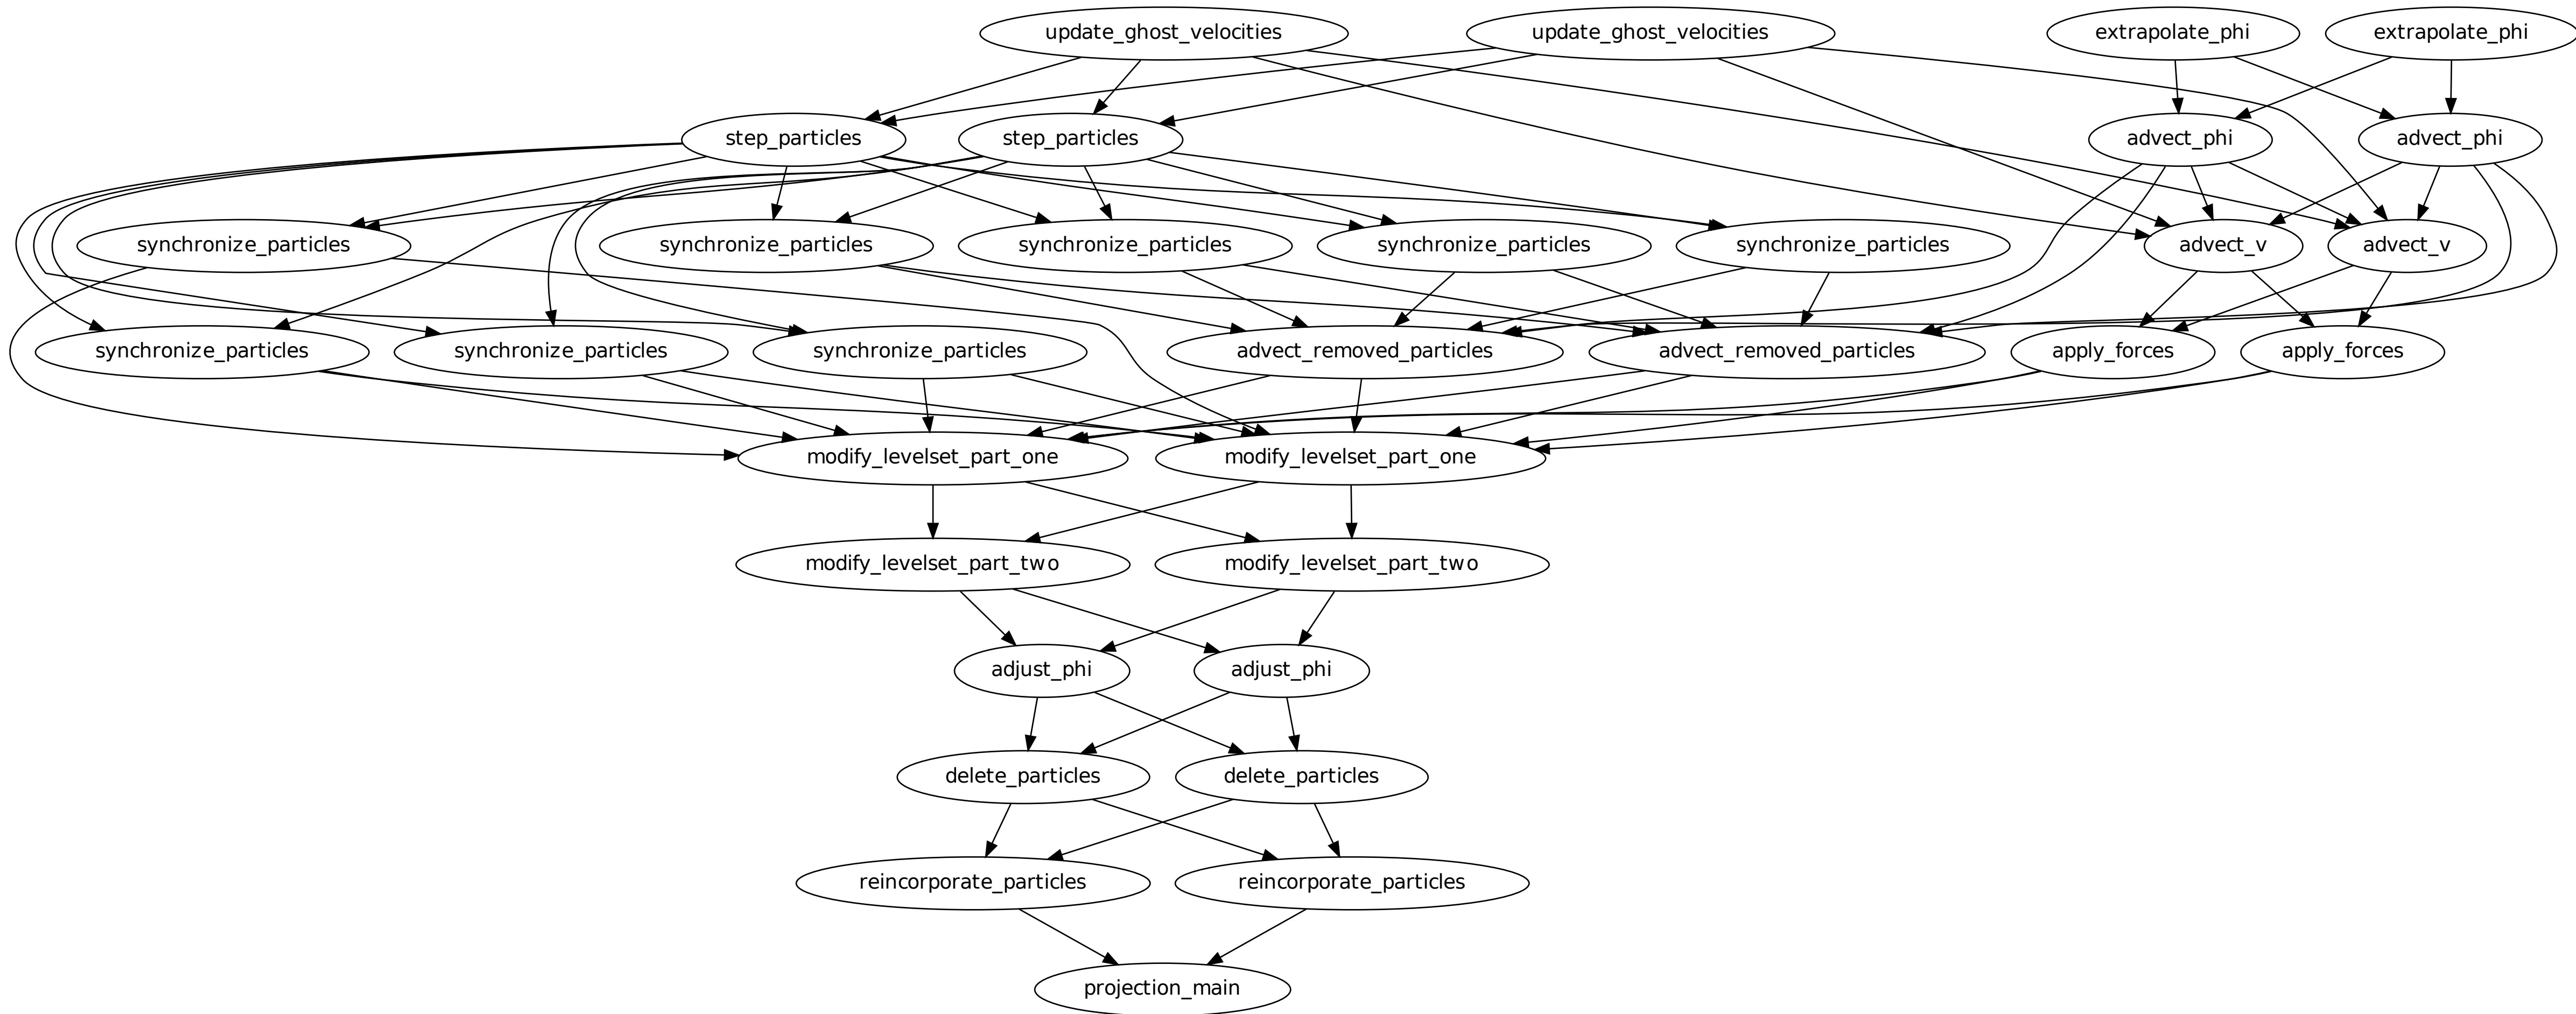 update_ghost_velocities
update_ghost_velocities
extrapolate_phi
extrapolate_phi
step_particles
step_particles
advect_phi
advect_phi
synchronize_particles
synchronize_particles
synchronize_particles
synchronize_particles
synchronize_particles
advect_v
advect_v
synchronize_particles
synchronize_particles
synchronize_particles
advect_removed_particles
advect_removed_particles
apply_forces
apply_forces
modify_levelset_part_one
modify_levelset_part_one
modify_levelset_part_two
modify_levelset_part_two
adjust_phi
adjust_phi
delete_particles
delete_particles
reincorporate_particles
reincorporate_particles
projection_main